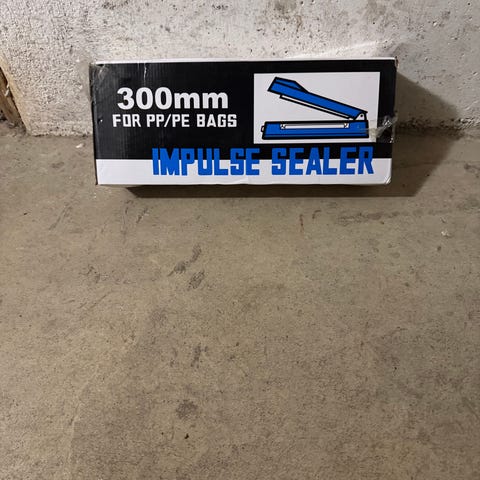 300mm
FOR PP/PE BAGS
IMPULSE SEALER